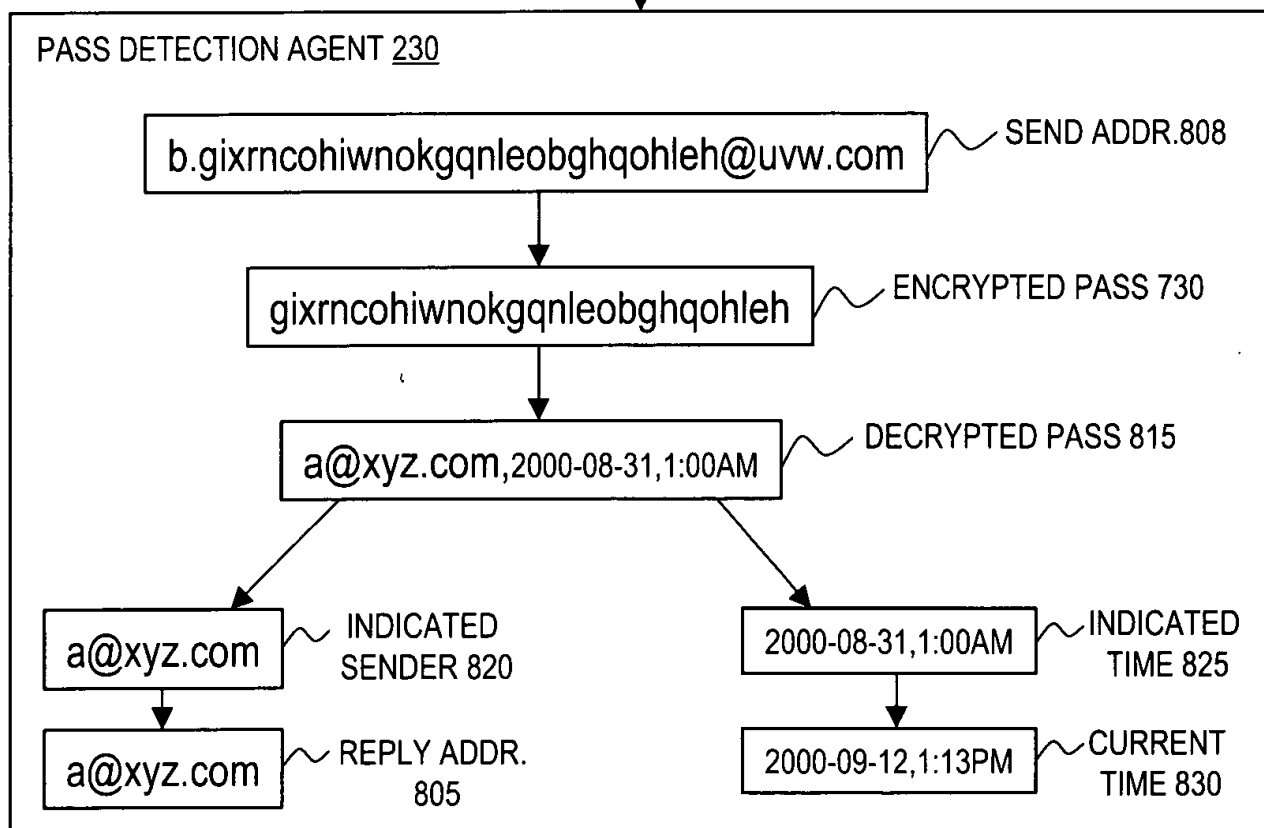 PASS DETECTION AGENT 230
b.gixrncohiwnokgqnleobghqohleh@uvw.com
SEND ADDR.808
gixrncohiwnokgqnleobghqohleh
ENCRYPTED PASS 730
a@xyz.com,2000-08-31,1:00AM
DECRYPTED PASS 815
a@xyz.com
INDICATED
SENDER 820
2000-08-31,1:00AM
INDICATED
TIME 825
a@xyz.com
REPLY ADDR.
805
2000-09-12,1:13PM
CURRENT
TIME 830